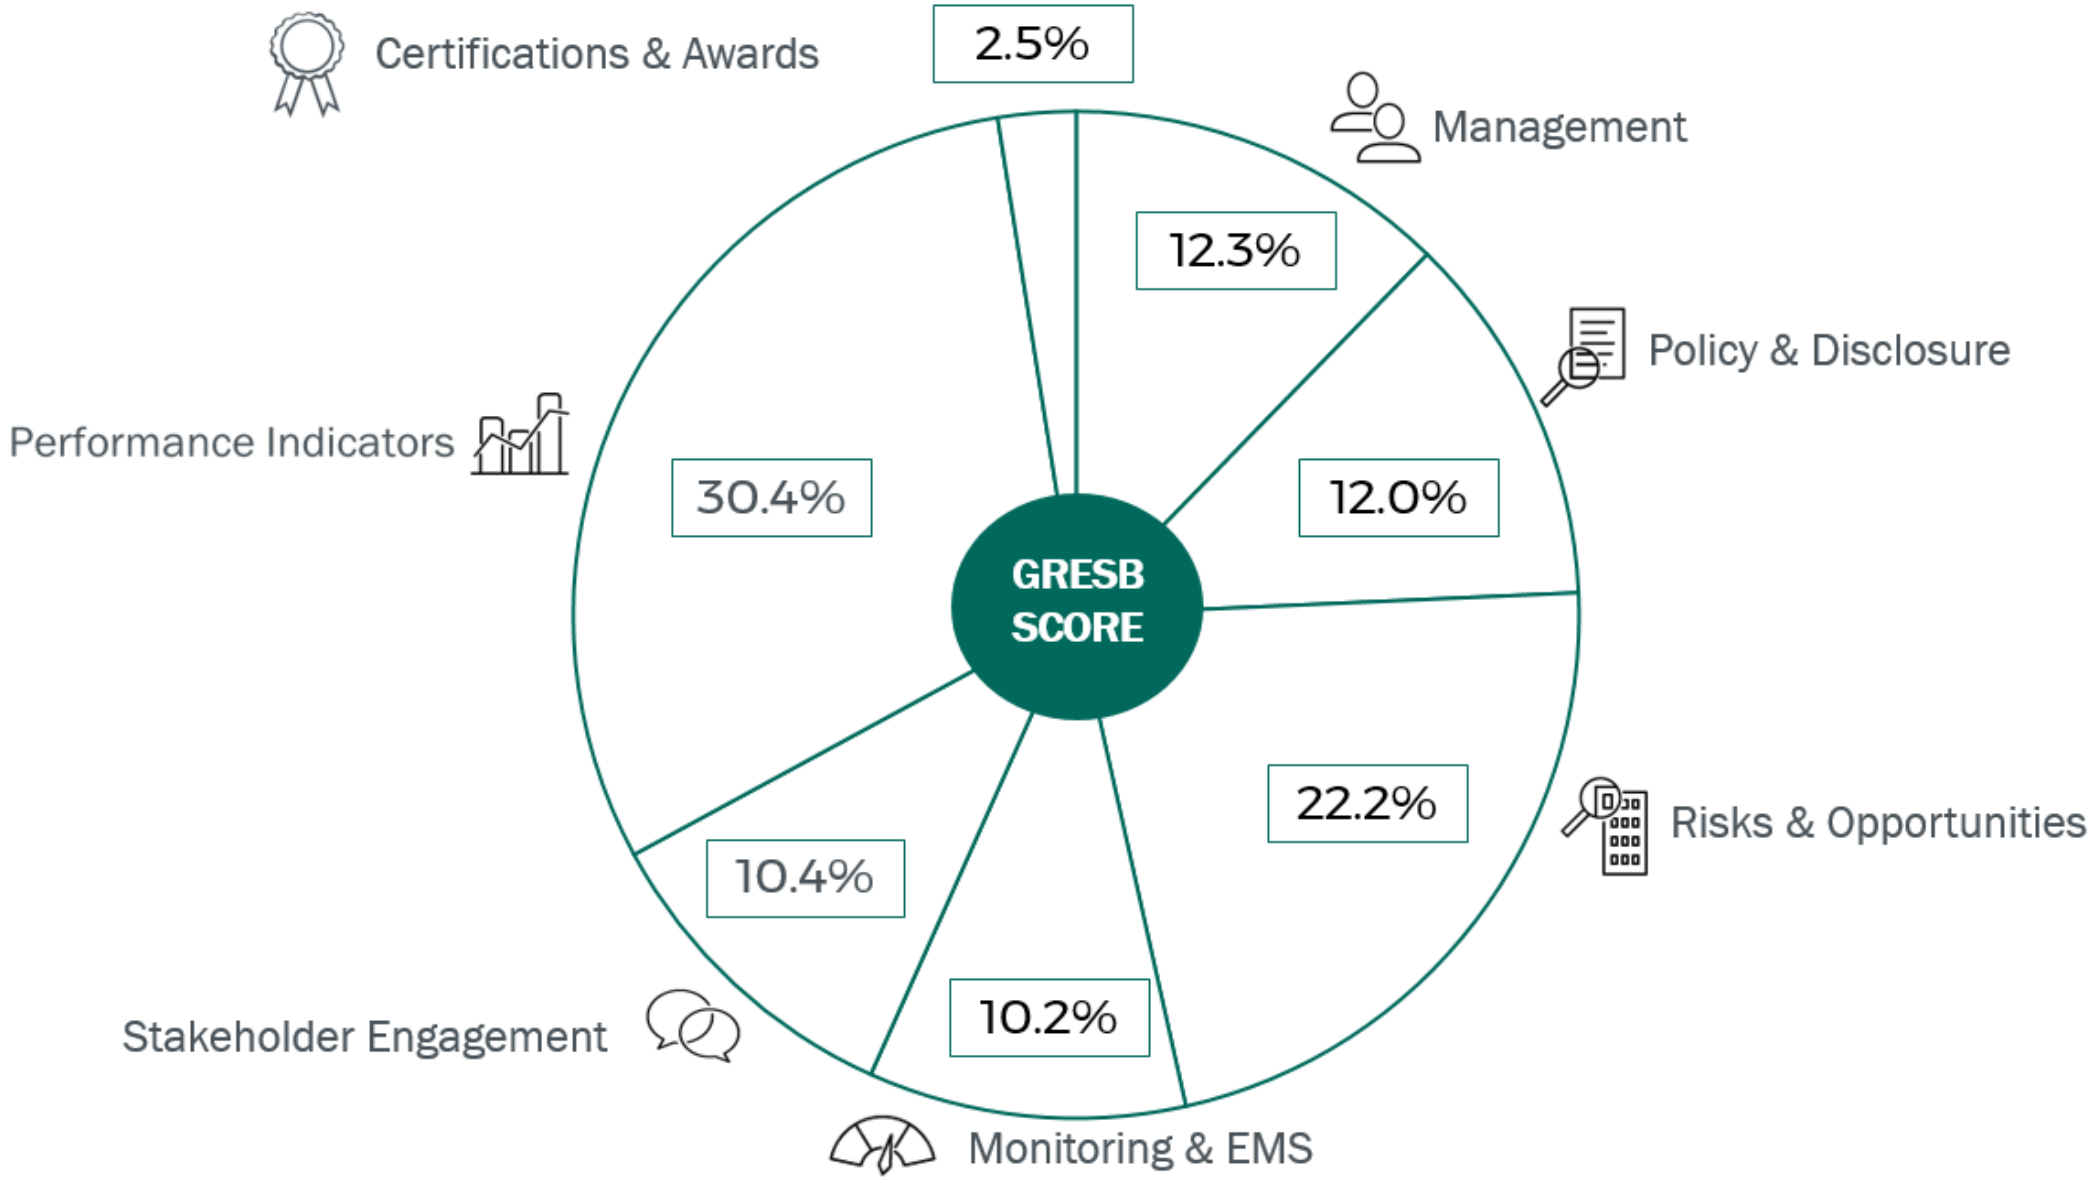 Certifications & Awards
2.5%
Management
12.3%
Policy & Disclosure
12.0%
Performance Indicators
30.4%
GRESB
SCORE
22.2%
Risks & Opportunities
10.4%
10.2%
Stakeholder Engagement
Monitoring & EMS